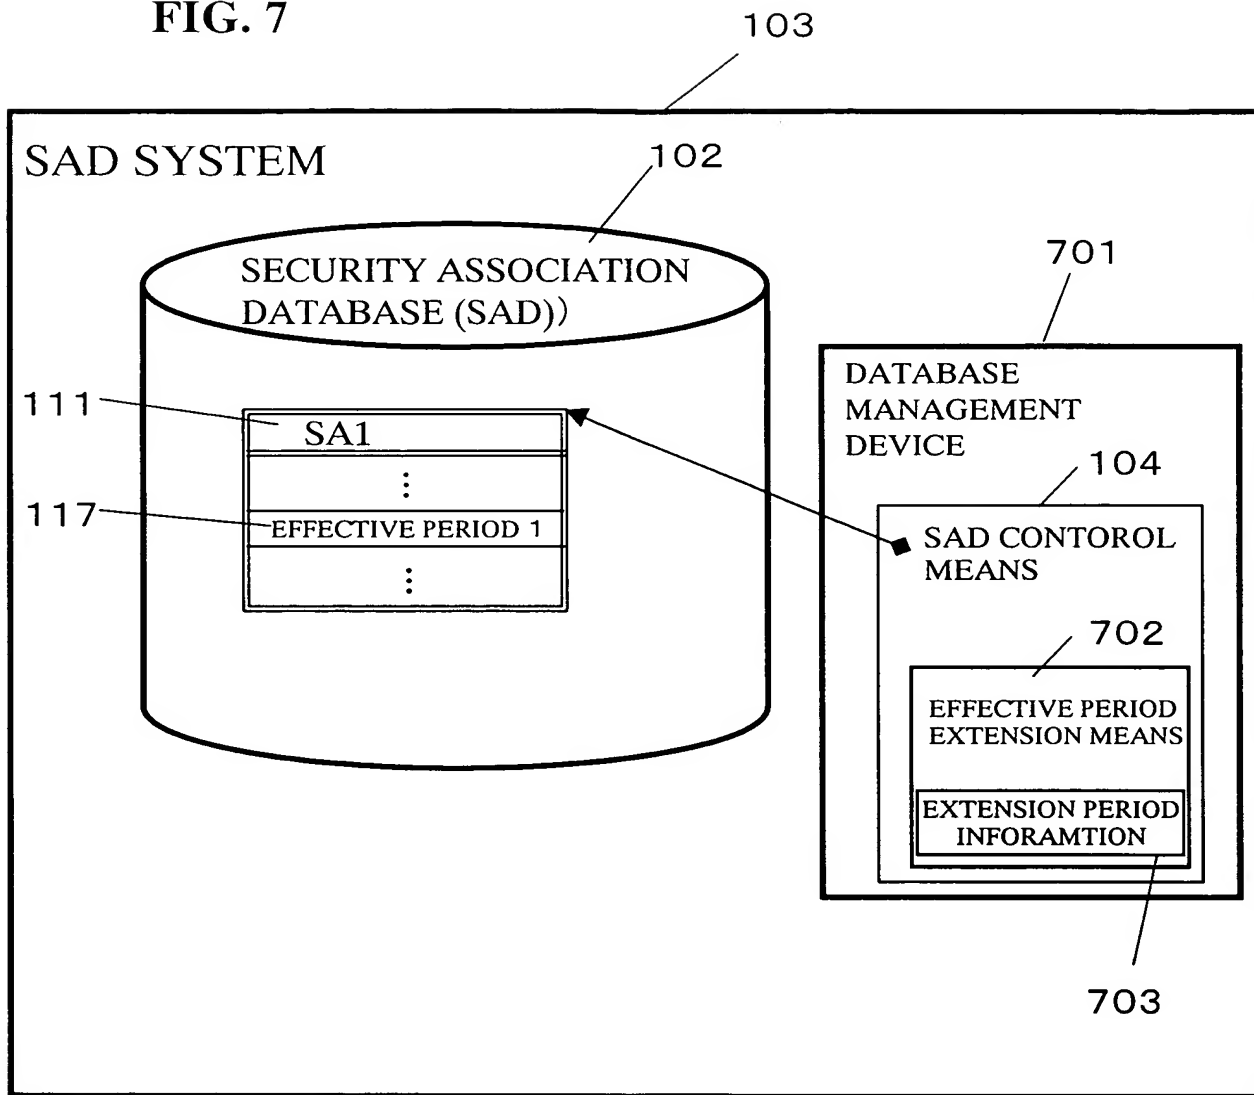 FIG. 7
103
SAD SYSTEM
102
SECURITY ASSOCIATION
DATABASE (SAD))
701
DATABASE
MANAGEMENT
DEVICE
111
SA1
⋮
104
117
EFFECTIVE PERIOD 1
⋮
SAD CONTOROL
MEANS
702
EFFECTIVE PERIOD
EXTENSION MEANS
EXTENSION PERIOD
INFORAMTION
703